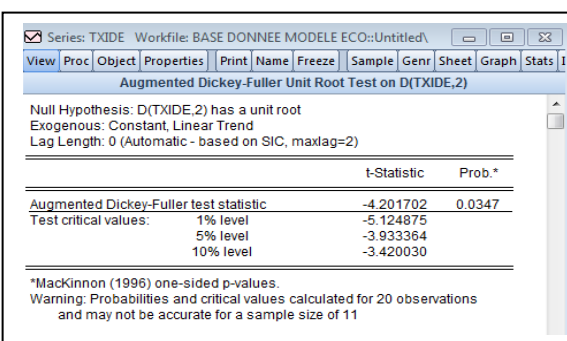 Series: TXIDE Workfile: BASE DONNEE MODELE ECO::Untitled\
View Proc Object Properties Print Name Freeze Sample Genr Sheet Graph Stats
Augmented Dickey-Fuller Unit Root Test on D(TXIDE,2)
Null Hypothesis: D(TXIDE,2) has a unit root
Exogenous: Constant, Linear Trend
Lag Length: 0 (Automatic - based on SIC, maxlag=2)
t-Statistic Prob.*
Augmented Dickey-Fuller test statistic -4.201702 0.0347
Test critical values: 1% level -5.124875
5% level -3.933364
10% level -3.420030
*MacKinnon (1996) one-sided p-values.
Warning: Probabilities and critical values calculated for 20 observations
and may not be accurate for a sample size of 11